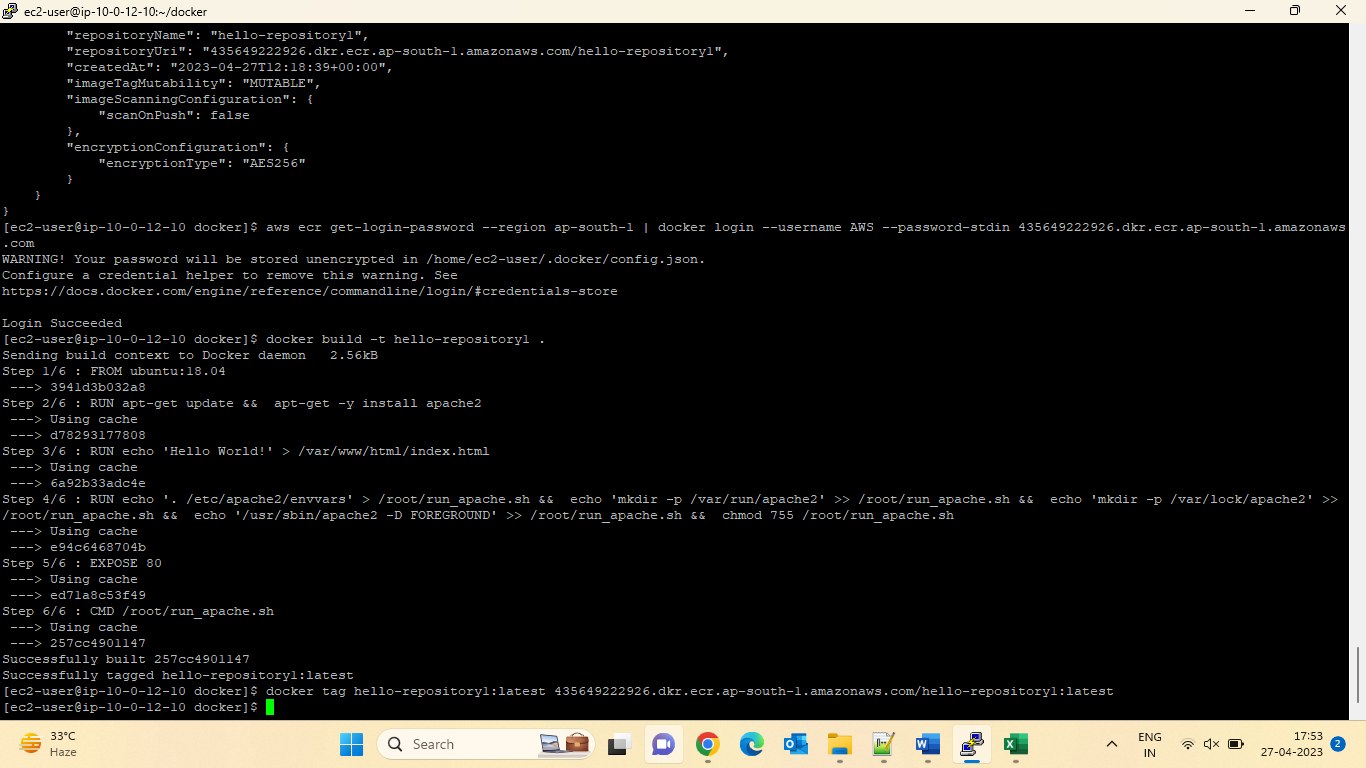 ec2-user@ip-10-0-12-10:~/docker
        "repositoryName": "hello-repository1",
        "repositoryUri": "435649222926.dkr.ecr.ap-south-1.amazonaws.com/hello-repository1",
        "createdAt": "2023-04-27T12:18:39+00:00",
        "imageTagMutability": "MUTABLE",
        "imageScanningConfiguration": {
            "scanOnPush": false
        },
        "encryptionConfiguration": {
            "encryptionType": "AES256"
        }
    }
}
[ec2-user@ip-10-0-12-10 docker]$ aws ecr get-login-password --region ap-south-1 | docker login --username AWS --password-stdin 435649222926.dkr.ecr.ap-south-1.amazonaws
.com
WARNING! Your password will be stored unencrypted in /home/ec2-user/.docker/config.json.
Configure a credential helper to remove this warning. See
https://docs.docker.com/engine/reference/commandline/login/#credentials-store

Login Succeeded
[ec2-user@ip-10-0-12-10 docker]$ docker build -t hello-repository1 .
Sending build context to Docker daemon   2.56kB
Step 1/6 : FROM ubuntu:18.04
 ---> 3941d3b032a8
Step 2/6 : RUN apt-get update &&  apt-get -y install apache2
 ---> Using cache
 ---> d78293177808
Step 3/6 : RUN echo 'Hello World!' > /var/www/html/index.html
 ---> Using cache
 ---> 6a92b33adc4e
Step 4/6 : RUN echo '. /etc/apache2/envvars' > /root/run_apache.sh &&  echo 'mkdir -p /var/run/apache2' >> /root/run_apache.sh &&  echo 'mkdir -p /var/lock/apache2' >>
/root/run_apache.sh &&  echo '/usr/sbin/apache2 -D FOREGROUND' >> /root/run_apache.sh &&  chmod 755 /root/run_apache.sh
 ---> Using cache
 ---> e94c6468704b
Step 5/6 : EXPOSE 80
 ---> Using cache
 ---> ed71a8c53f49
Step 6/6 : CMD /root/run_apache.sh
 ---> Using cache
 ---> 257cc4901147
Successfully built 257cc4901147
Successfully tagged hello-repository1:latest
[ec2-user@ip-10-0-12-10 docker]$ docker tag hello-repository1:latest 435649222926.dkr.ecr.ap-south-1.amazonaws.com/hello-repository1:latest
[ec2-user@ip-10-0-12-10 docker]$
33°C
Haze
Search
ENG
IN
17:53
27-04-2023
2